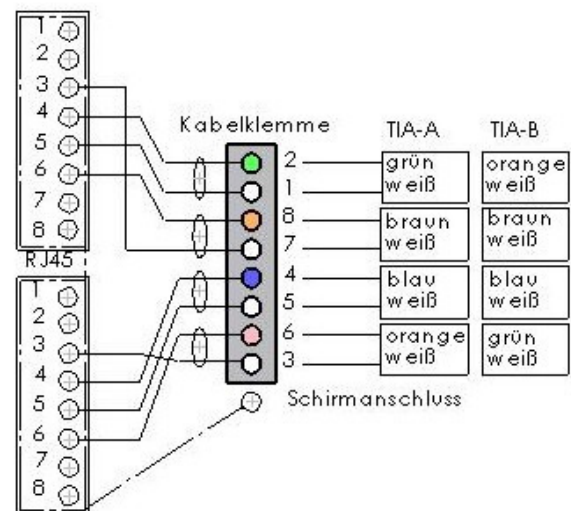 1
2
3
4
5
6
7
8
RJ45
1
2
3
4
5
6
7
8
Kabelklemme
2
1
8
7
4
5
6
3
Schirmanschluss
TIA-A TIA-B
grün orange
weiß weiß
braun braun
weiß weiß
blau blau
weiß weiß
orange grün
weiß weiß